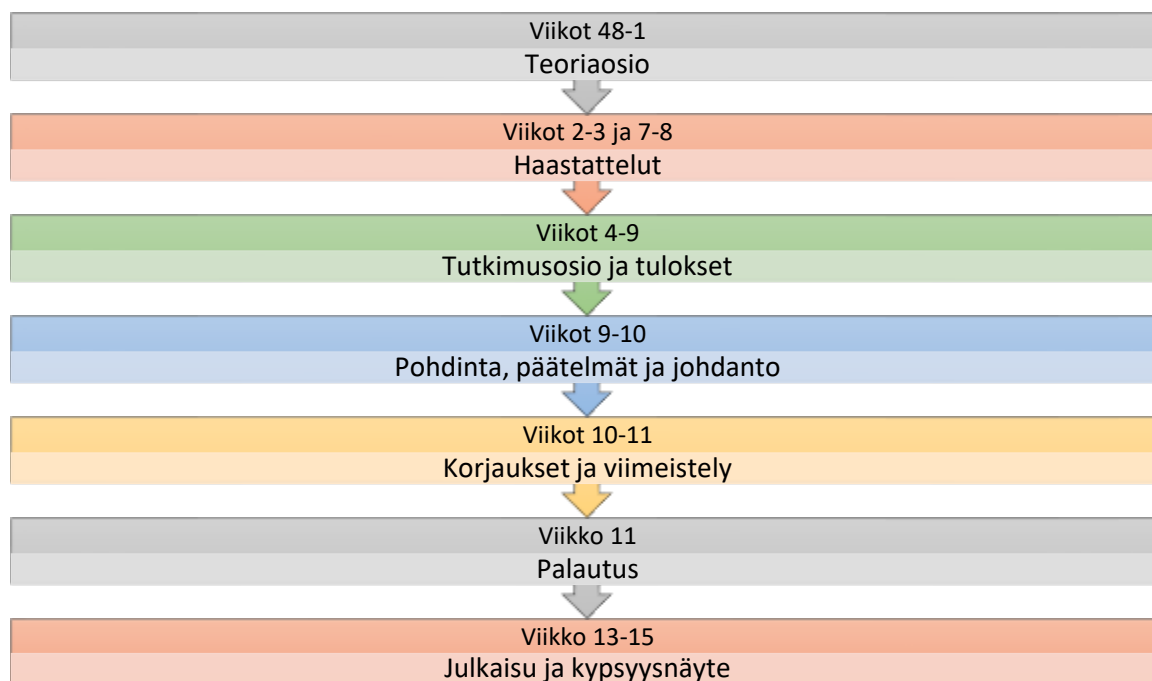 Viikot 48-1
Teoriaosio
Viikot 2-3 ja 7-8
Haastattelut
Viikot 4-9
Tutkimusosio ja tulokset
Viikot 9-10
Pohdinta, päätelmät ja johdanto
Viikot 10-11
Korjaukset ja viimeistely
Viikko 11
Palautus
Viikko 13-15
Julkaisu ja kypsyysnäyte